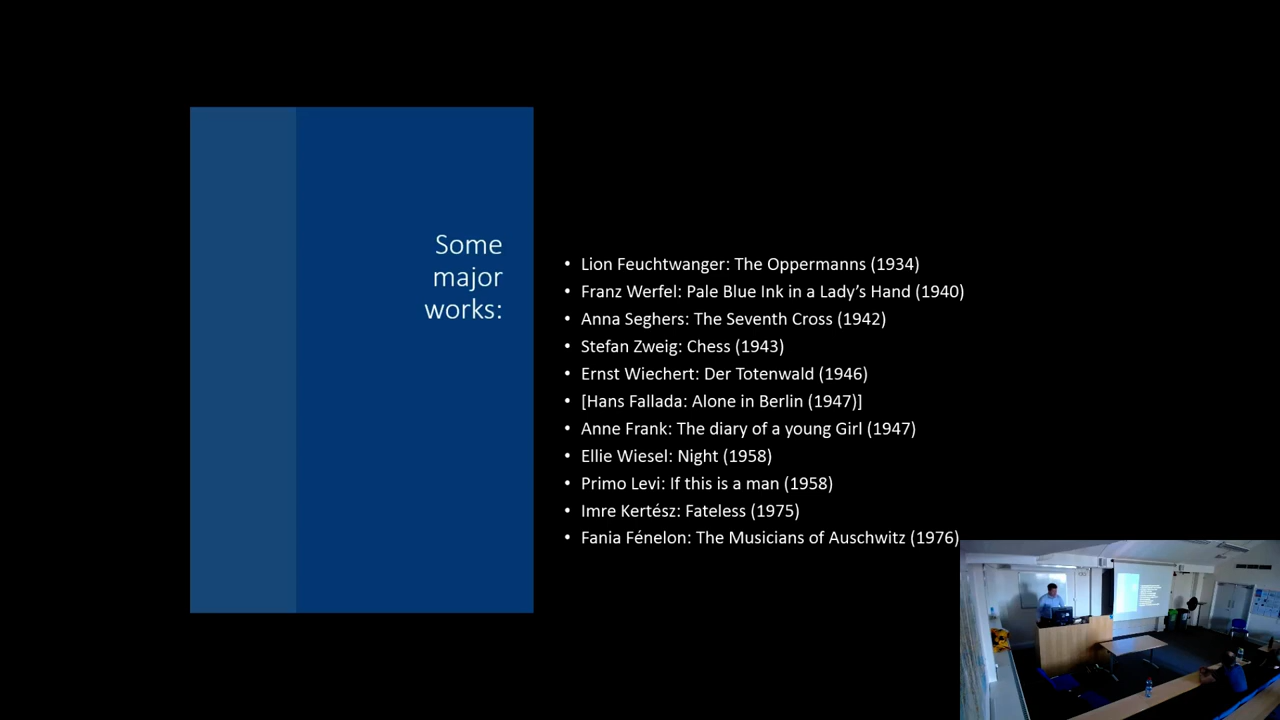 Some
major
works:
• Lion Feuchtwanger: The Oppermanns (1934)
• Franz Werfel: Pale Blue Ink in a Lady’s Hand (1940)
• Anna Seghers: The Seventh Cross (1942)
• Stefan Zweig: Chess (1943)
• Ernst Wiechert: Der Totenwald (1946)
• [Hans Fallada: Alone in Berlin (1947)]
• Anne Frank: The diary of a young Girl (1947)
• Ellie Wiesel: Night (1958)
• Primo Levi: If this is a man (1958)
• Imre Kertész: Fateless (1975)
• Fania Fénelon: The Musicians of Auschwitz (1976)